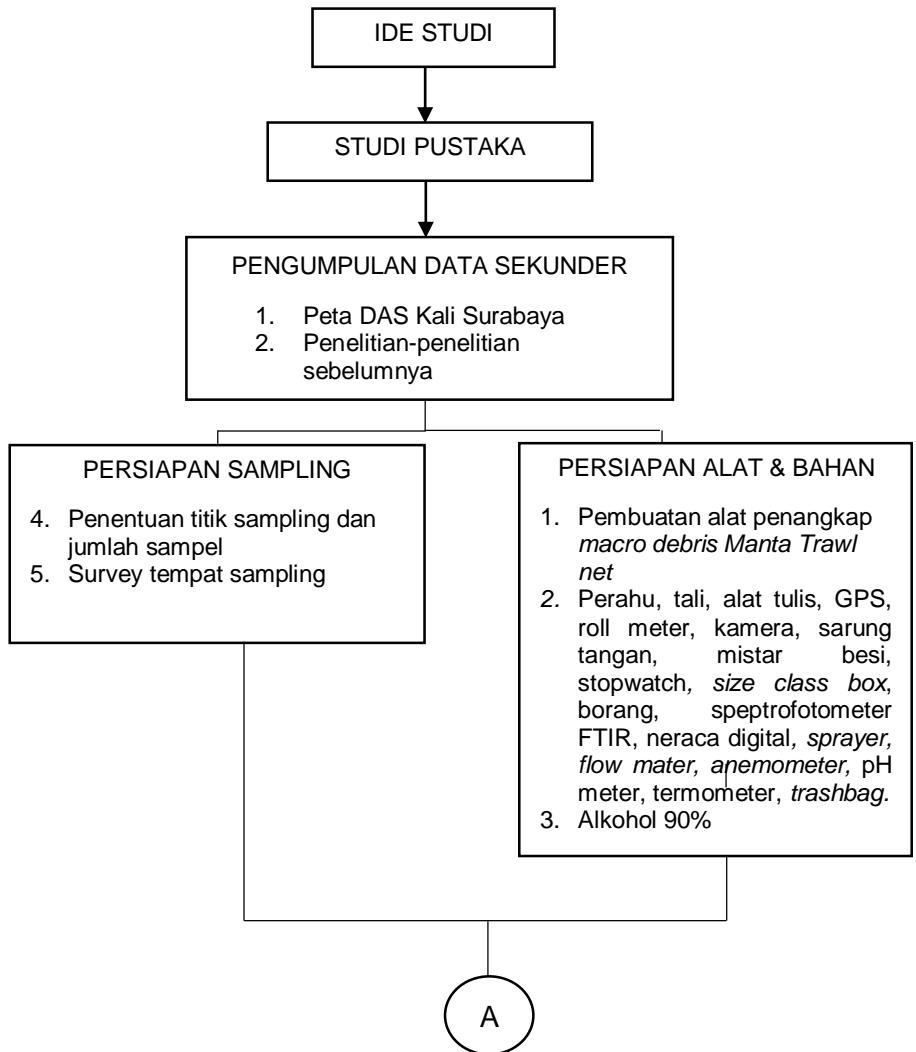 IDE STUDI
STUDI PUSTAKA
PENGUMPULAN DATA SEKUNDER
1. Peta DAS Kali Surabaya
2. Penelitian-penelitian
sebelumnya
PERSIAPAN SAMPLING
4. Penentuan titik sampling dan
jumlah sampel
5. Survey tempat sampling
PERSIAPAN ALAT & BAHAN
1. Pembuatan alat penangkap
macro debris Manta Trawl
net
2. Perahu, tali, alat tulis, GPS,
roll meter, kamera, sarung
tangan, mistar besi,
stopwatch, size class box,
borang, speptrofotometer
FTIR, neraca digital, sprayer,
flow mater, anemometer, pH
meter, termometer, trashbag.
3. Alkohol 90%
A